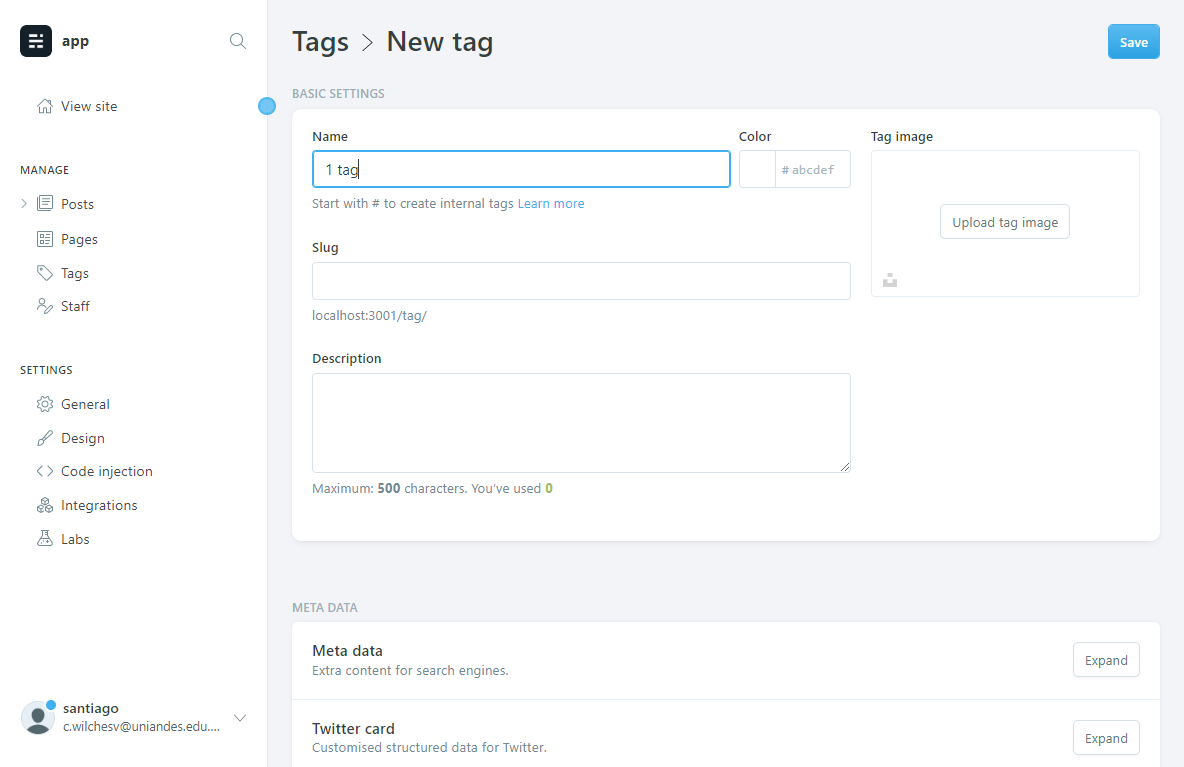 app
View site
MANAGE
Posts
Pages
Tags
Staff
SETTINGS
General
Design
Code injection
Integrations
Labs
santiago
c.wilchesv@uniandes.edu....
Tags > New tag
Save
BASIC SETTINGS
Name
1 tag
Start with # to create internal tags Learn more
Color
# abcdef
Tag image
Upload tag image
Slug
localhost:3001/tag/
Description
Maximum: 500 characters. You've used 0
META DATA
Meta data
Extra content for search engines.
Expand
Twitter card
Customised structured data for Twitter.
Expand